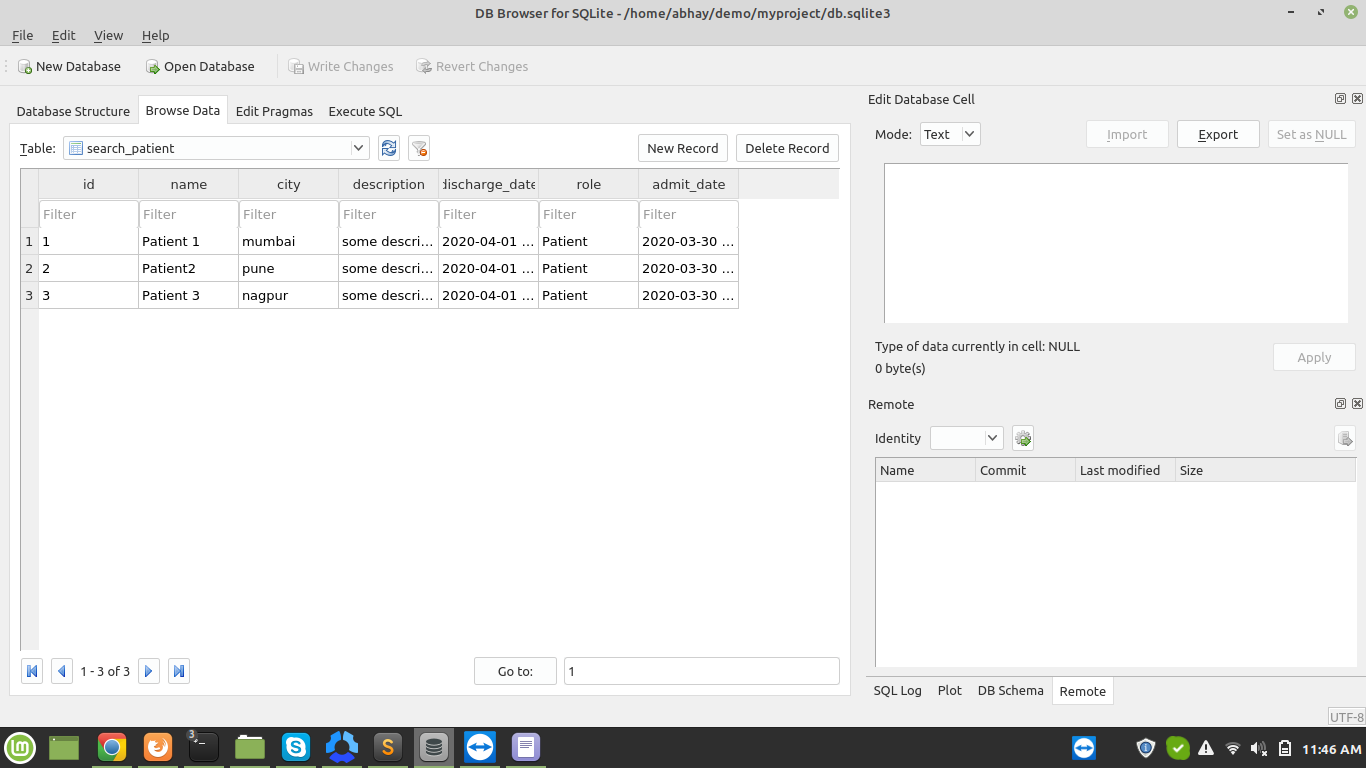 DB Browser for SQLite - /home/abhay/demo/myproject/db.sqlite3
File Edit View Help
New Database Open Database Write Changes Revert Changes
Database Structure Browse Data Edit Pragmas Execute SQL
Table: search_patient New Record Delete Record
id name city description discharge_date role admit_date
Filter Filter Filter Filter Filter Filter Filter
1 1 Patient 1 mumbai some descri... 2020-04-01 ... Patient 2020-03-30 ...
2 2 Patient2 pune some descri... 2020-04-01 ... Patient 2020-03-30 ...
3 3 Patient 3 nagpur some descri... 2020-04-01 ... Patient 2020-03-30 ...
1 - 3 of 3 Go to: 1
Edit Database Cell
Mode: Text Import Export Set as NULL
Type of data currently in cell: NULL
0 byte(s)
Apply
Remote
Identity
Name Commit Last modified Size
SQL Log Plot DB Schema Remote
UTF-8
3
11:46 AM